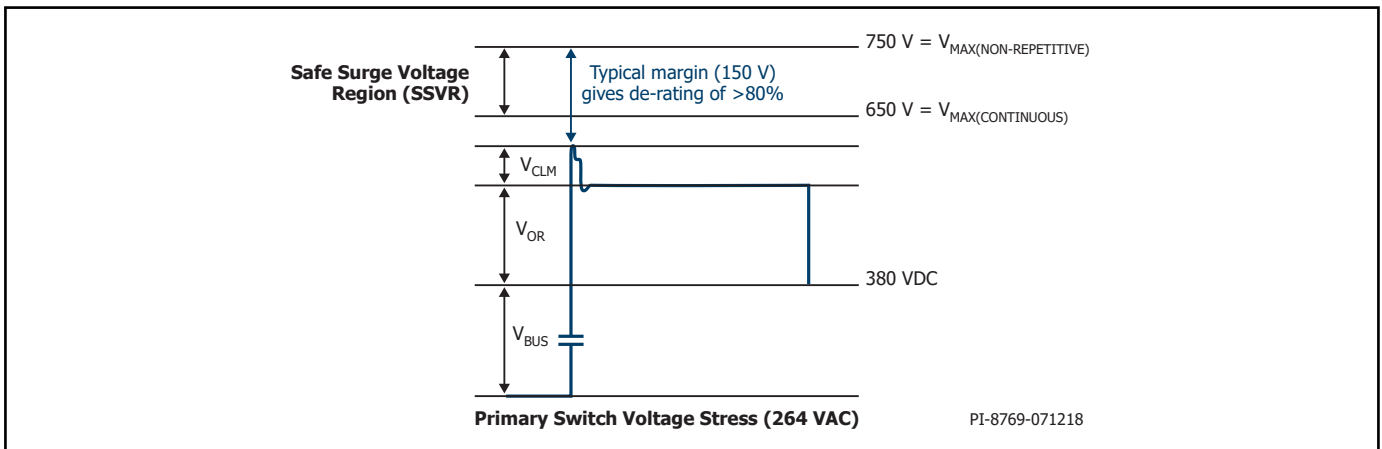 750 V = VMAX(NON-REPETITIVE)
Safe Surge Voltage
Region (SSVR)
Typical margin (150 V)
gives de-rating of >80%
650 V = VMAX(CONTINUOUS)
VCLM
VOR
380 VDC
VBUS
Primary Switch Voltage Stress (264 VAC)
PI-8769-071218